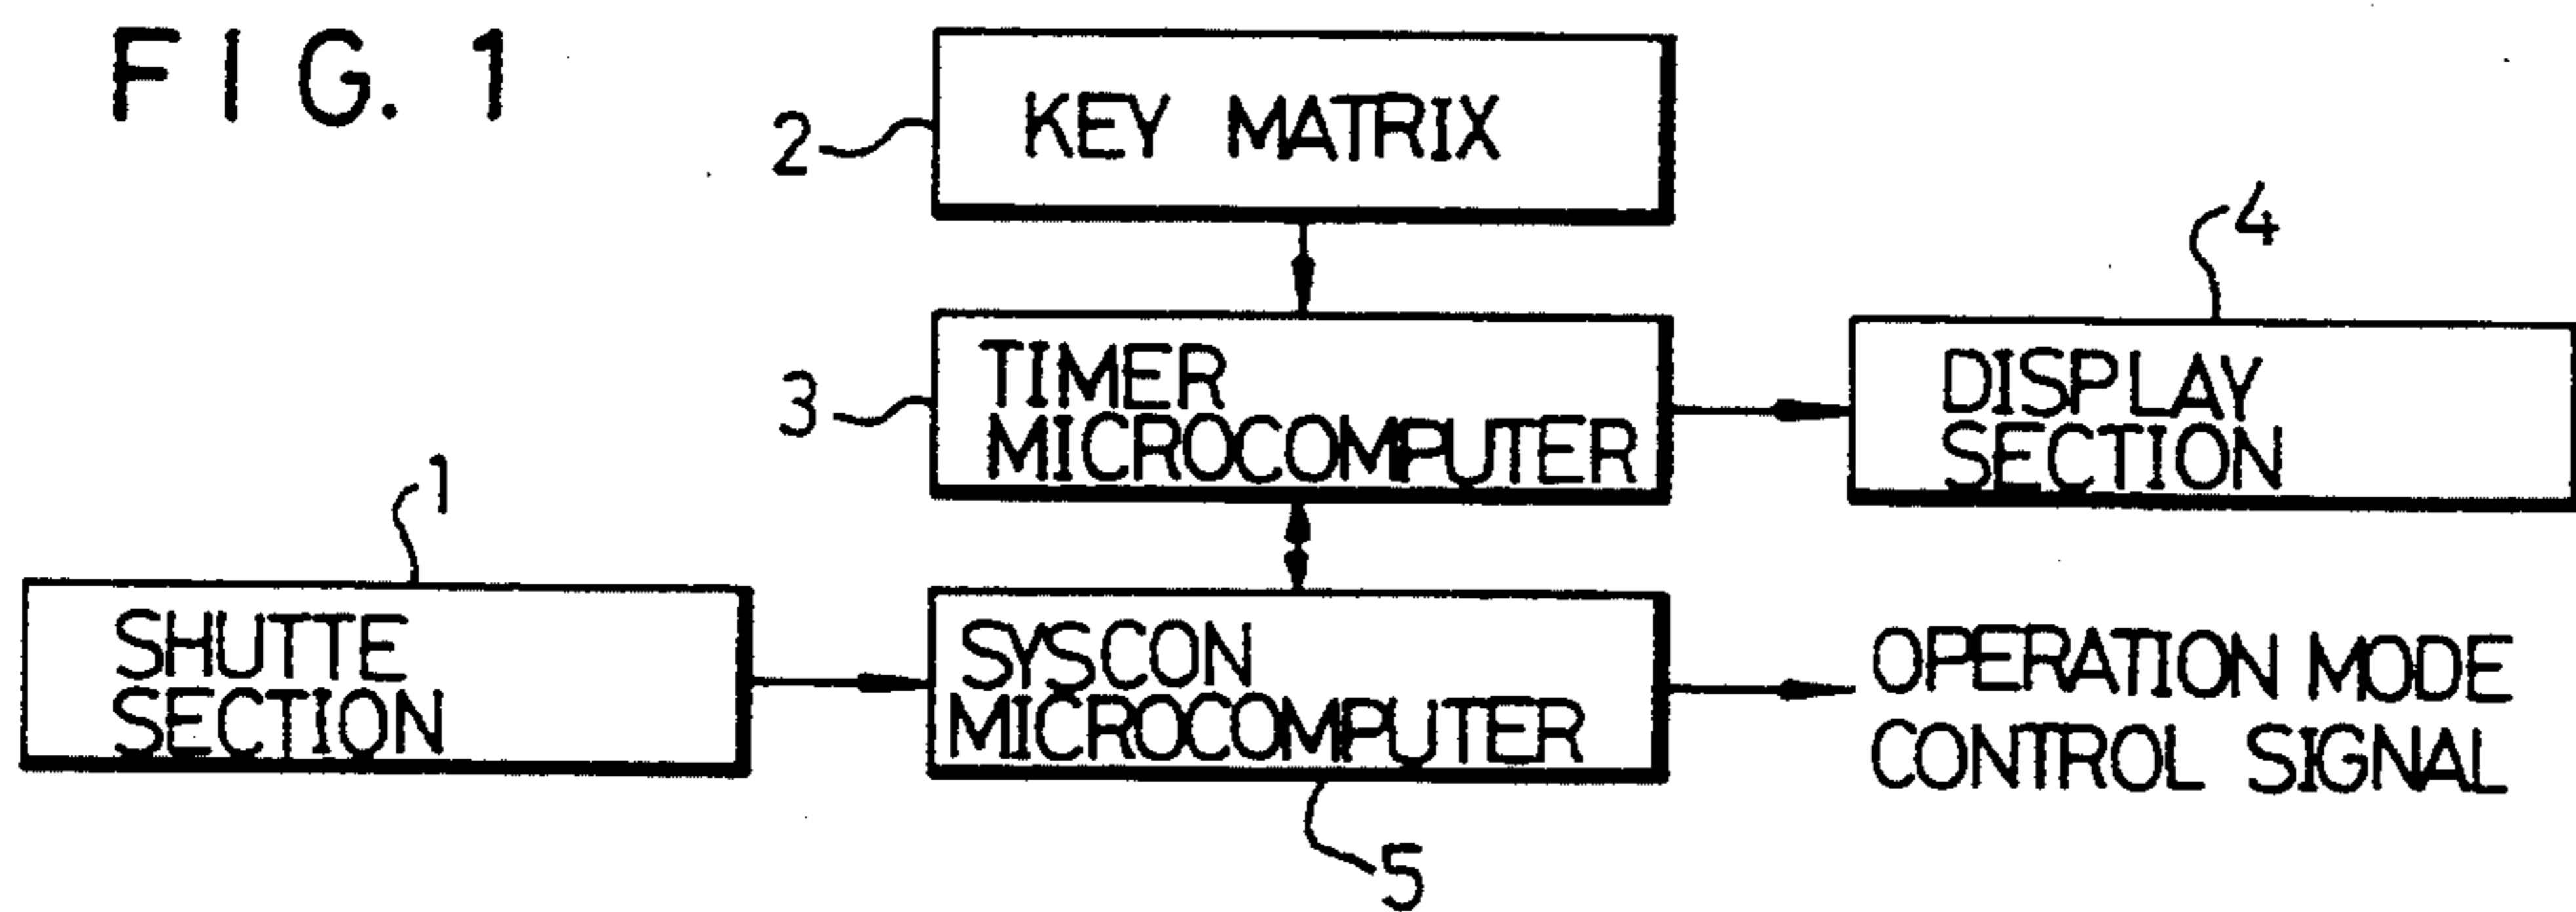 FIG. 1
2
KEY MATRIX
4
3
TIMER
MICROCOMPUTER
DISPLAY
SECTION
1
SHUTTE
SECTION
SYSCON
MICROCOMPUTER
OPERATION MODE
CONTROL SIGNAL
5